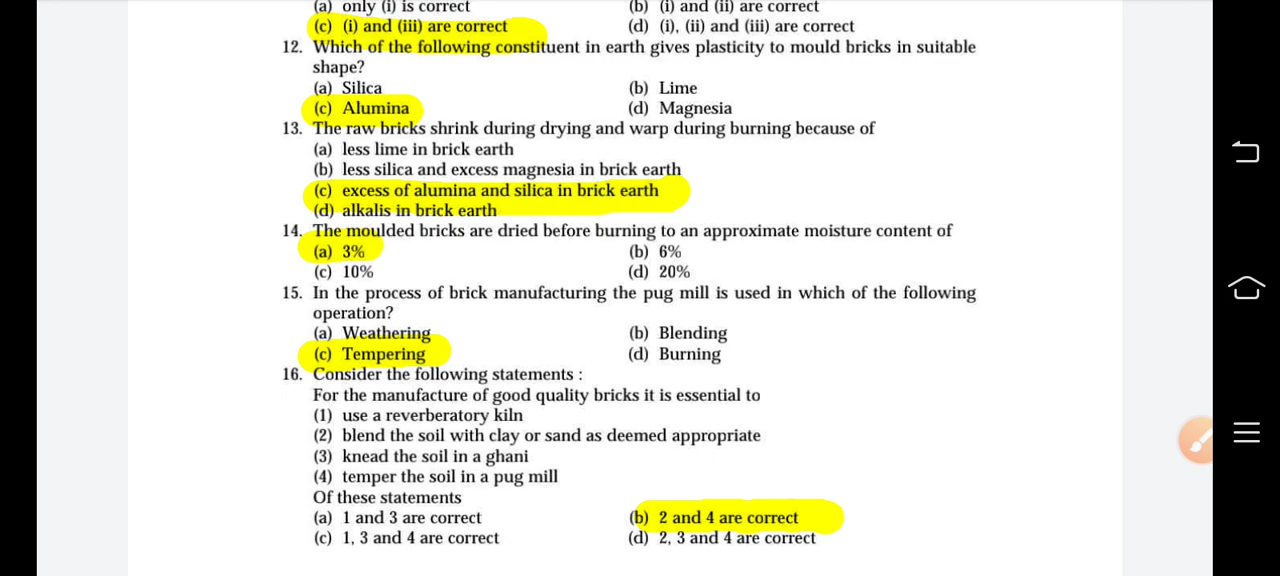 (a) only (i) is correct (b) (i) and (ii) are correct
(c) (i) and (iii) are correct (d) (i), (ii) and (iii) are correct
12. Which of the following constituent in earth gives plasticity to mould bricks in suitable
shape?
(a) Silica (b) Lime
(c) Alumina (d) Magnesia
13. The raw bricks shrink during drying and warp during burning because of
(a) less lime in brick earth
(b) less silica and excess magnesia in brick earth
(c) excess of alumina and silica in brick earth
(d) alkalis in brick earth
14. The moulded bricks are dried before burning to an approximate moisture content of
(a) 3% (b) 6%
(c) 10% (d) 20%
15. In the process of brick manufacturing the pug mill is used in which of the following
operation?
(a) Weathering (b) Blending
(c) Tempering (d) Burning
16. Consider the following statements :
For the manufacture of good quality bricks it is essential to
(1) use a reverberatory kiln
(2) blend the soil with clay or sand as deemed appropriate
(3) knead the soil in a ghani
(4) temper the soil in a pug mill
Of these statements
(a) 1 and 3 are correct (b) 2 and 4 are correct
(c) 1, 3 and 4 are correct (d) 2, 3 and 4 are correct